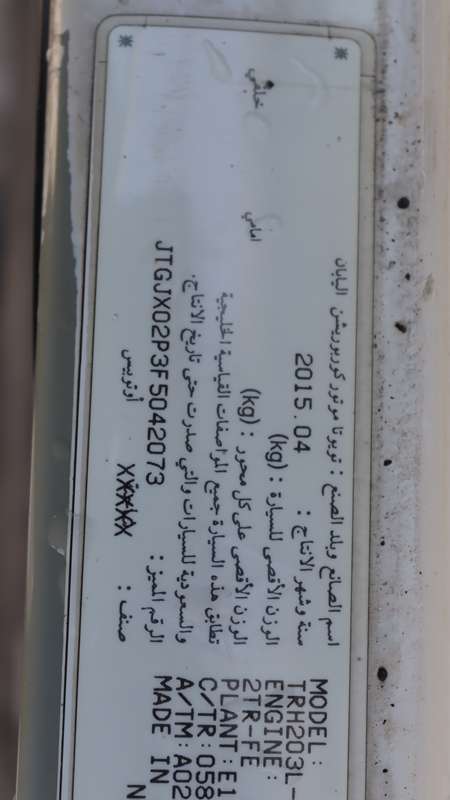 اسم الصانع وبلد الصنع : تويوتا موتور كوربوريشن اليابان
سنة وشهر الانتاج : 2015.04
الوزن الأقصى للسيارة : (kg)
الوزن الأقصى على كل محور : (kg) امامي خلفي
تطابق هذه السيارة جميع المواصفات القياسية الخليجية
والسعودية للسيارات والتي صدرت حتى تاريخ الانتاج.
الرقم المميز : JTGJX02P3F5042073
صنف : أوتوبيس
MODEL:
TRH203L-
ENGINE:
2TR-FE
PLANT:E1
C/TR:058
A/TM:A02
MADE IN
N